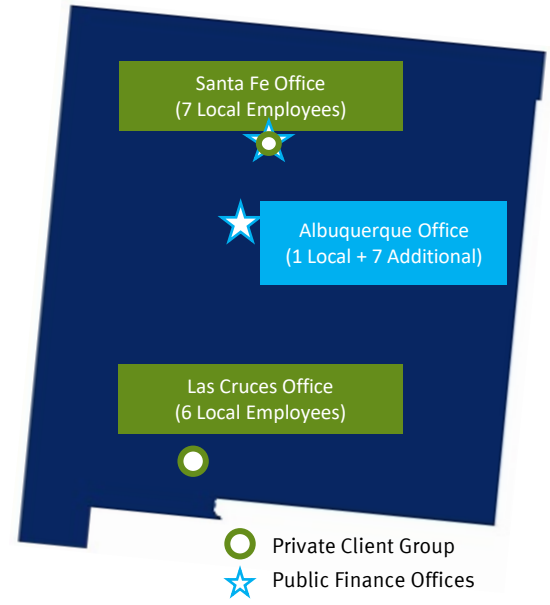 Santa Fe Office
(7 Local Employees)
Albuquerque Office
(1 Local + 7 Additional)
Las Cruces Office
(6 Local Employees)
Private Client Group
Public Finance Offices